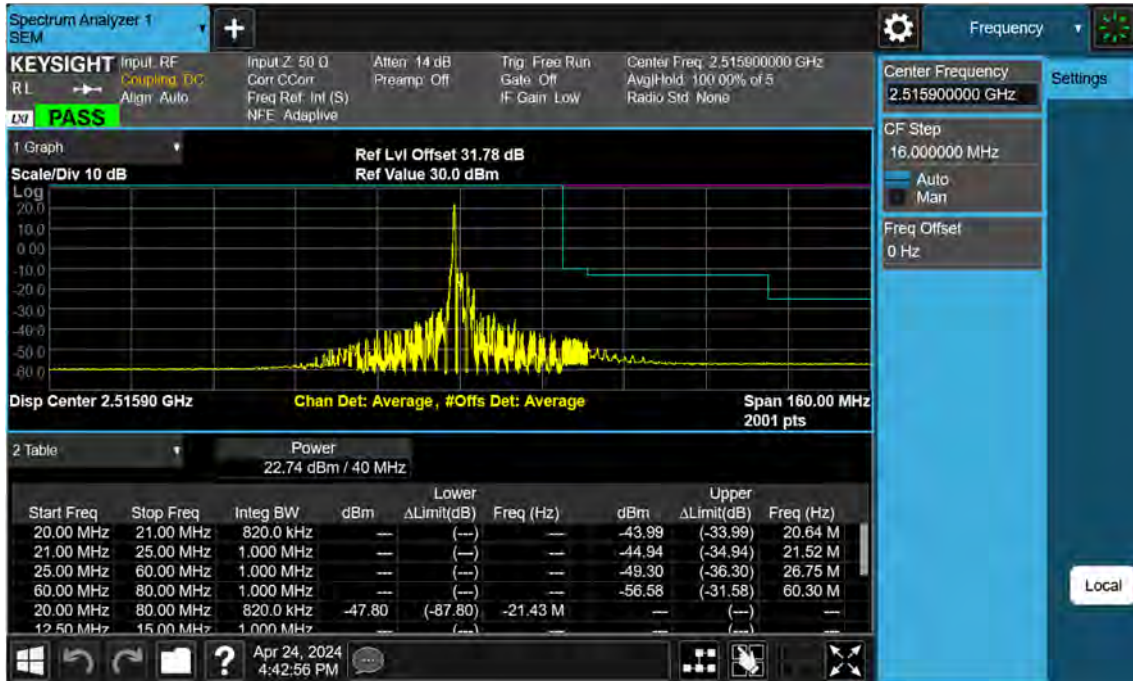 Spectrum Analyzer 1
SEM
+
Frequency
KEYSIGHT
Input: RF
Coupling: DC
Align: Auto
Input Z: 50 Ω
Corr CCorr
Freq Ref: Int (S)
NFE: Adaptive
Atten: 14 dB
Preamp: Off
Trig: Free Run
Gate: Off
IF Gain: Low
Center Freq: 2.515900000 GHz
Avg|Hold: 100.00% of 5
Radio Std: None
RL
LXI
PASS
Center Frequency
2.515900000 GHz
Settings
CF Step
16.000000 MHz
Auto
Man
Freq Offset
0 Hz
Local
1 Graph
Scale/Div 10 dB
Ref Lvl Offset 31.78 dB
Ref Value 30.0 dBm
Log
20.0
10.0
0.00
-10.0
-20.0
-30.0
-40.0
-50.0
-60.0
Disp Center 2.51590 GHz
Chan Det: Average, #Offs Det: Average
Span 160.00 MHz
2001 pts
2 Table
Power
22.74 dBm / 40 MHz
Lower Upper
Start Freq Stop Freq Integ BW dBm ΔLimit(dB) Freq (Hz) dBm ΔLimit(dB) Freq (Hz)
20.00 MHz 21.00 MHz 820.0 kHz --- (---) --- -43.99 (-33.99) 20.64 M
21.00 MHz 25.00 MHz 1.000 MHz --- (---) --- -44.94 (-34.94) 21.52 M
25.00 MHz 60.00 MHz 1.000 MHz --- (---) --- -49.30 (-36.30) 26.75 M
60.00 MHz 80.00 MHz 1.000 MHz --- (---) --- -56.58 (-31.58) 60.30 M
20.00 MHz 80.00 MHz 820.0 kHz -47.80 (-87.80) -21.43 M --- (---) ---
12.50 MHz 15.00 MHz 1.000 MHz --- (---) --- --- (---) ---
?
Apr 24, 2024
4:42:56 PM